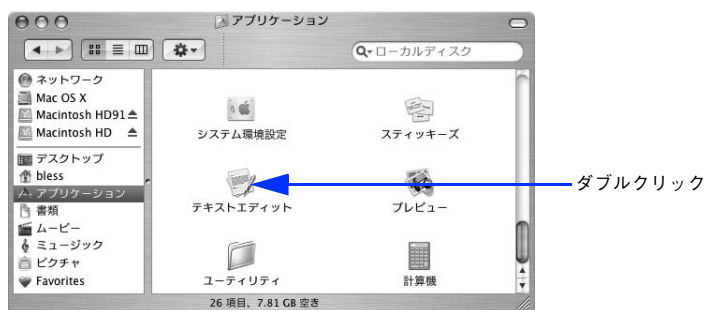 アプリケーション
ローカルディスク
ネットワーク
Mac OS X
Macintosh HD91
Macintosh HD
デスクトップ
bless
アプリケーション
書類
ムービー
ミュージック
ピクチャ
Favorites
システム環境設定
スティッキーズ
テキストエディット
プレビュー
ダブルクリック
ユーティリティ
計算機
26 項目、7.81 GB 空き